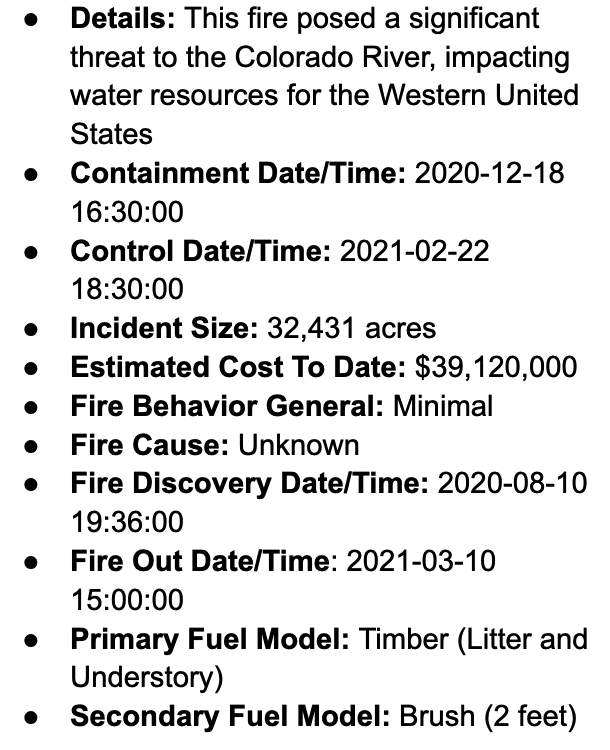 ● Details: This fire posed a significant
threat to the Colorado River, impacting
water resources for the Western United
States
● Containment Date/Time: 2020-12-18
16:30:00
● Control Date/Time: 2021-02-22
18:30:00
● Incident Size: 32,431 acres
● Estimated Cost To Date: $39,120,000
● Fire Behavior General: Minimal
● Fire Cause: Unknown
● Fire Discovery Date/Time: 2020-08-10
19:36:00
● Fire Out Date/Time: 2021-03-10
15:00:00
● Primary Fuel Model: Timber (Litter and
Understory)
● Secondary Fuel Model: Brush (2 feet)